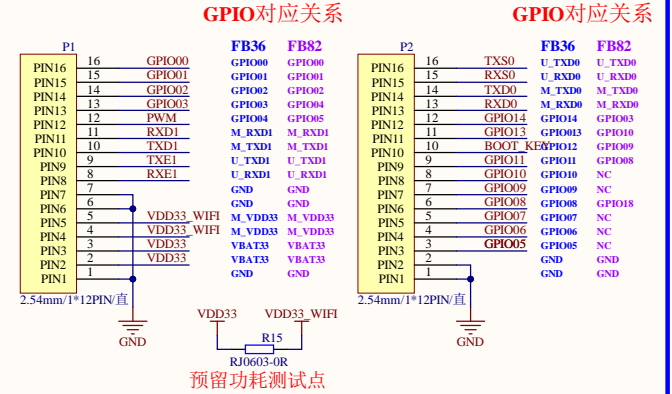 GPIO对应关系 GPIO对应关系
P1 FB36 FB82 P2 FB36 FB82
PIN16 16 GPIO00 GPIO00 GPIO00 PIN16 16 TXS0 U_TXD0 U_TXD0
PIN15 15 GPIO01 GPIO01 GPIO01 PIN15 15 RXS0 U_RXD0 U_RXD0
PIN14 14 GPIO02 GPIO02 GPIO02 PIN14 14 TXD0 M_TXD0 M_TXD0
PIN13 13 GPIO03 GPIO03 GPIO04 PIN13 13 RXD0 M_RXD0 M_RXD0
PIN12 12 PWM GPIO04 GPIO05 PIN12 12 GPIO14 GPIO14 GPIO03
PIN11 11 RXD1 M_RXD1 M_RXD1 PIN11 11 GPIO13 GPIO013 GPIO10
PIN10 10 TXD1 M_TXD1 M_TXD1 PIN10 10 BOOT_KEY GPIO12 GPIO09
PIN9 9 TXE1 U_TXD1 U_TXD1 PIN9 9 GPIO11 GPIO11 GPIO08
PIN8 8 RXE1 U_RXD1 U_RXD1 PIN8 8 GPIO10 GPIO10 NC
PIN7 7 GND GND PIN7 7 GPIO09 GPIO09 NC
PIN6 6 GND GND PIN6 6 GPIO08 GPIO08 GPIO18
PIN5 5 VDD33_WIFI M_VDD33 M_VDD33 PIN5 5 GPIO07 GPIO07 NC
PIN4 4 VDD33_WIFI M_VDD33 M_VDD33 PIN4 4 GPIO06 GPIO06 NC
PIN3 3 VDD33 VBAT33 VBAT33 PIN3 3 GPIO05 GPIO05 NC
PIN2 2 VDD33 VBAT33 VBAT33 PIN2 2 GND GND
PIN1 1 GND GND PIN1 1 GND GND
2.54mm/1*12PIN/直 2.54mm/1*12PIN/直
VDD33 VDD33_WIFI
GND R15 GND
RJ0603-0R
预留功耗测试点